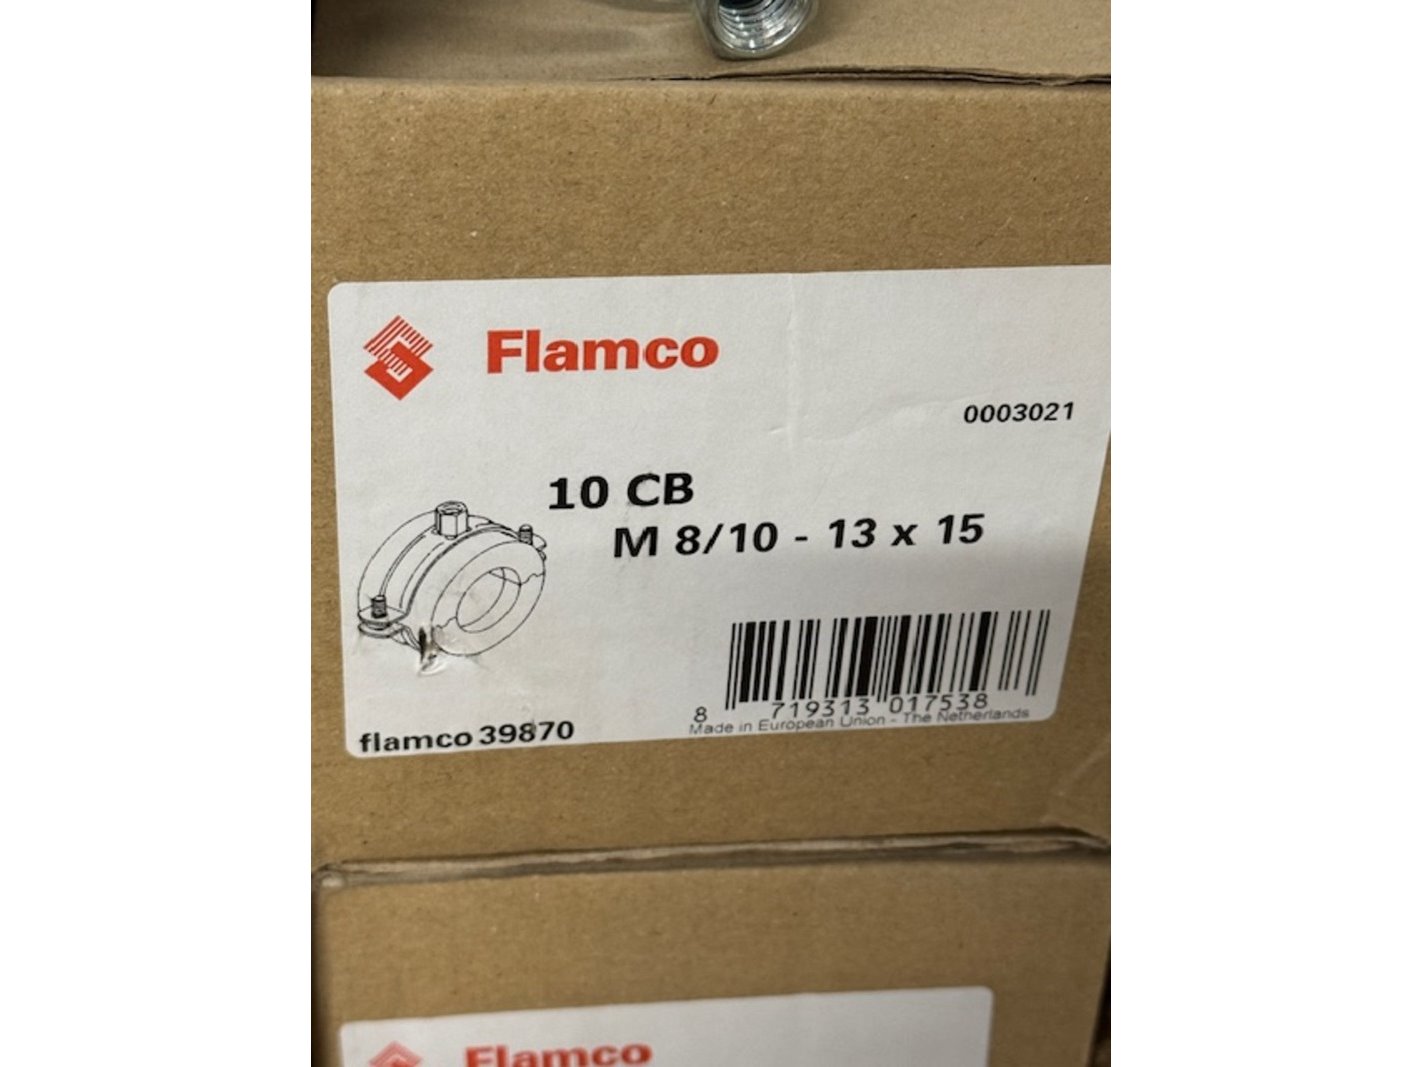 Flamco
0003021
10 CB
M 8/10 - 13 x 15
8 719313 017538
Made in European Union - The Netherlands
flamco 39870
Flamco